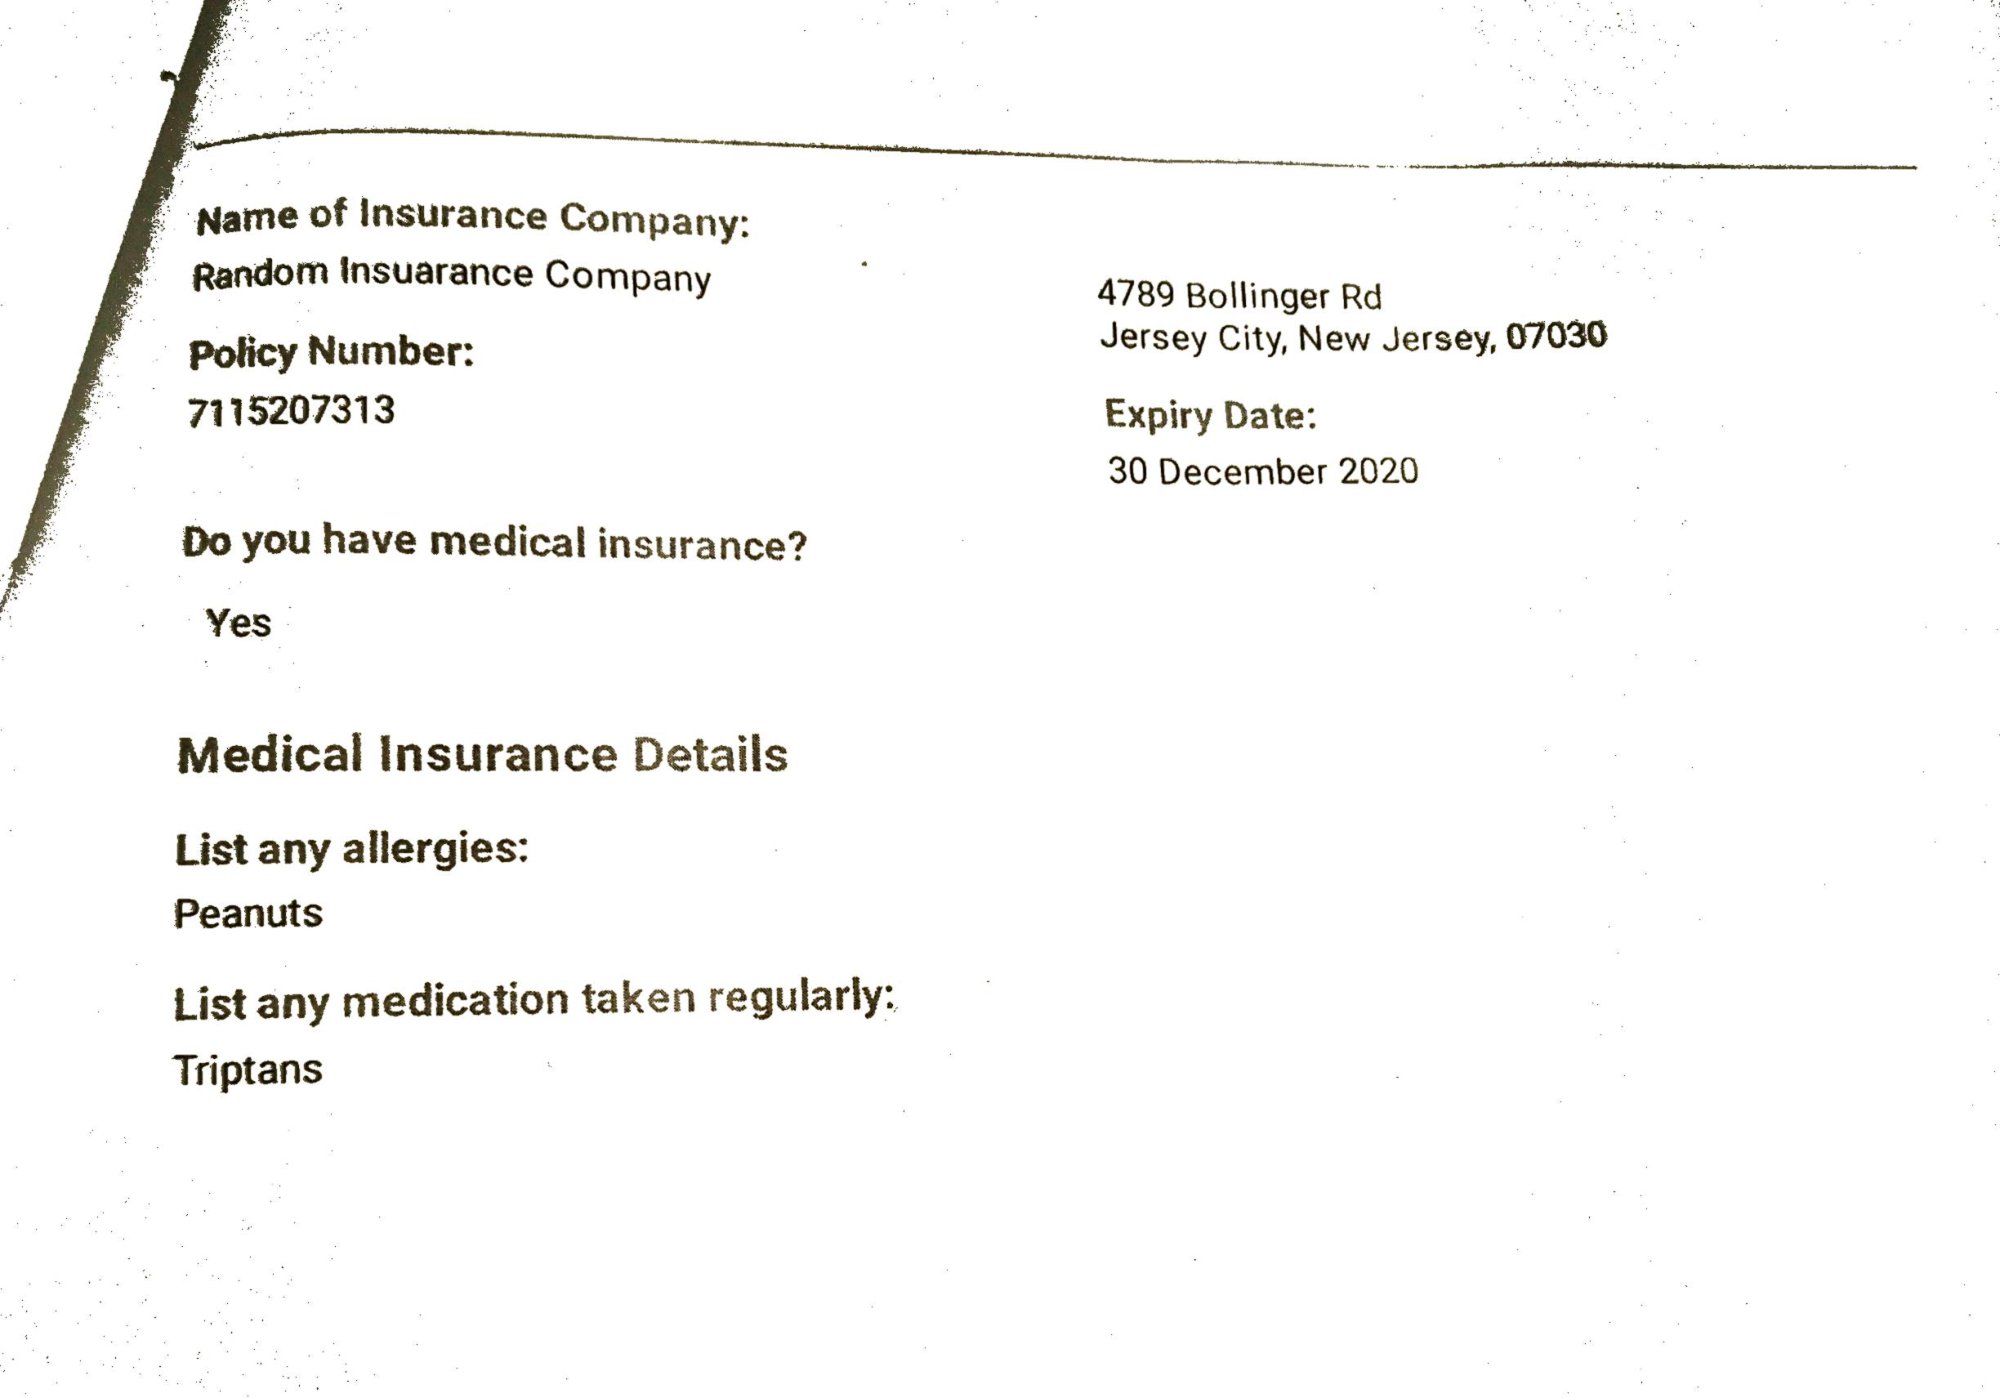 Name of Insurance Company:
Random Insuarance Company
4789 Bollinger Rd
Jersey City, New Jersey, 07030
Policy Number:
7115207313
Expiry Date:
30 December 2020
Do you have medical insurance?
Yes
Medical Insurance Details
List any allergies:
Peanuts
List any medication taken regularly:
Triptans